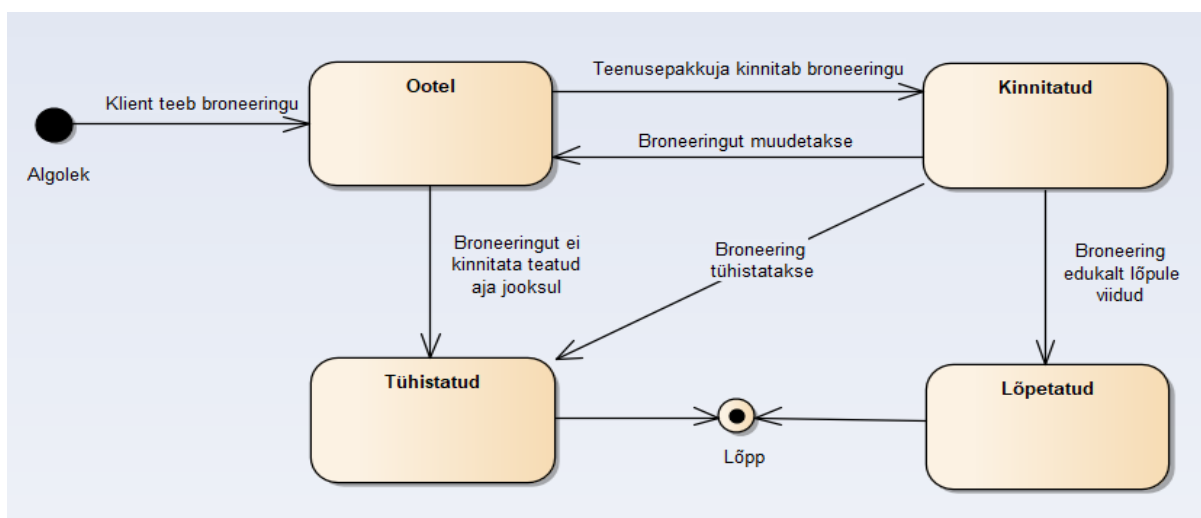 Ootel
Teenusepakkuja kinnitab broneeringu
Kinnitatud
Klient teeb broneeringu
Broneeringut muudetakse
Algolek
Broneeringut ei
kinnitata teatud
aja jooksul
Broneering
tühistatakse
Broneering
edukalt lõpule
viidud
Tühistatud
Lõpetatud
Lõpp